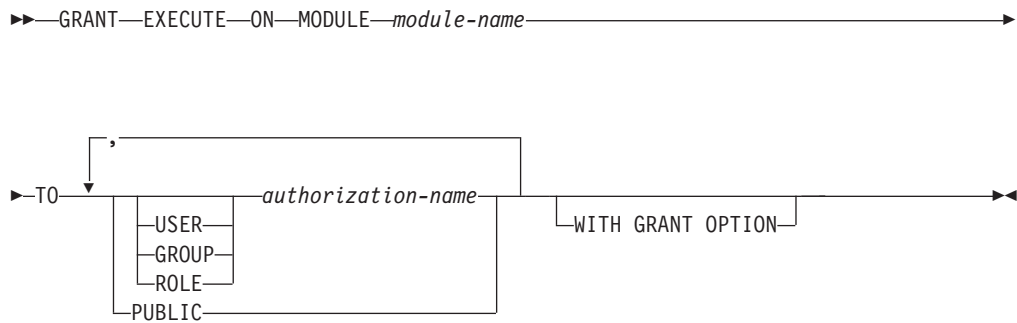 GRANT EXECUTE ON MODULE module-name
,
TO authorization-name
USER WITH GRANT OPTION
GROUP
ROLE
PUBLIC